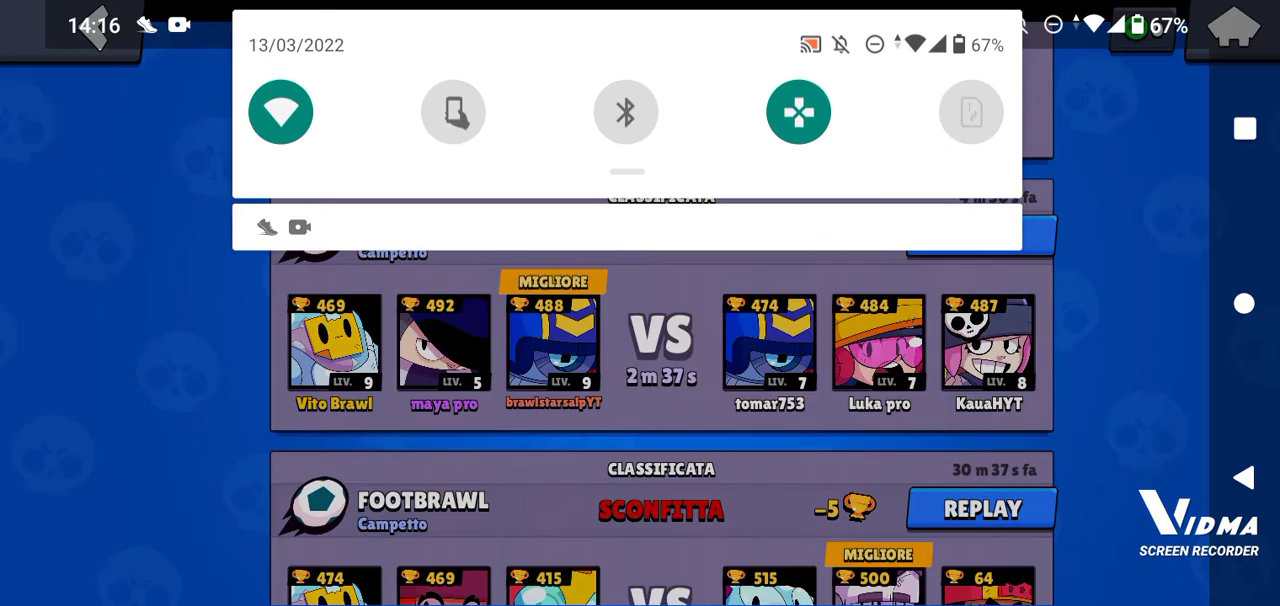 14:16
67%
13/03/2022
67%
CLASSIFICATA
Campetto
MIGLIORE
469
492
488
474
484
487
VS
2 m 37 s
LIV. 9
LIV. 5
LIV. 9
LIV. 7
LIV. 7
LIV. 8
Vito Brawl
maya pro
brawlstarsalpYT
tomar753
Luka pro
KauaHYT
CLASSIFICATA
30 m 37 s fa
FOOTBRAWL
SCONFITTA
-5
REPLAY
Campetto
MIGLIORE
474
469
415
VS
515
500
64
VIDMA
SCREEN RECORDER